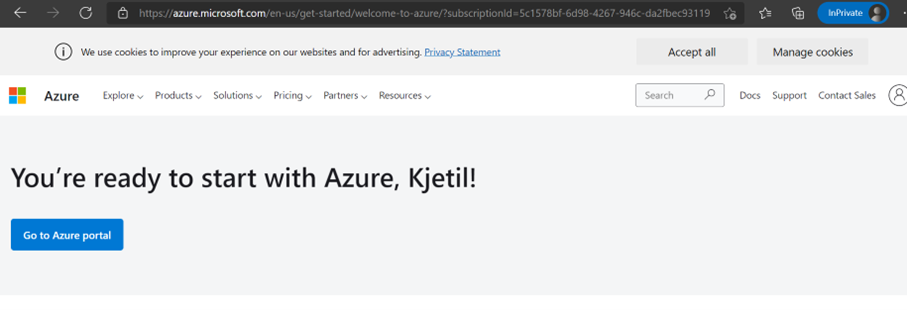 https://azure.microsoft.com/en-us/get-started/welcome-to-azure/?subscriptionId=5c1578bf-6d98-4267-946c-da2fbec93119
InPrivate
We use cookies to improve your experience on our websites and for advertising. Privacy Statement
Accept all
Manage cookies
Azure
Explore
Products
Solutions
Pricing
Partners
Resources
Search
Docs
Support
Contact Sales
You're ready to start with Azure, Kjetil!
Go to Azure portal